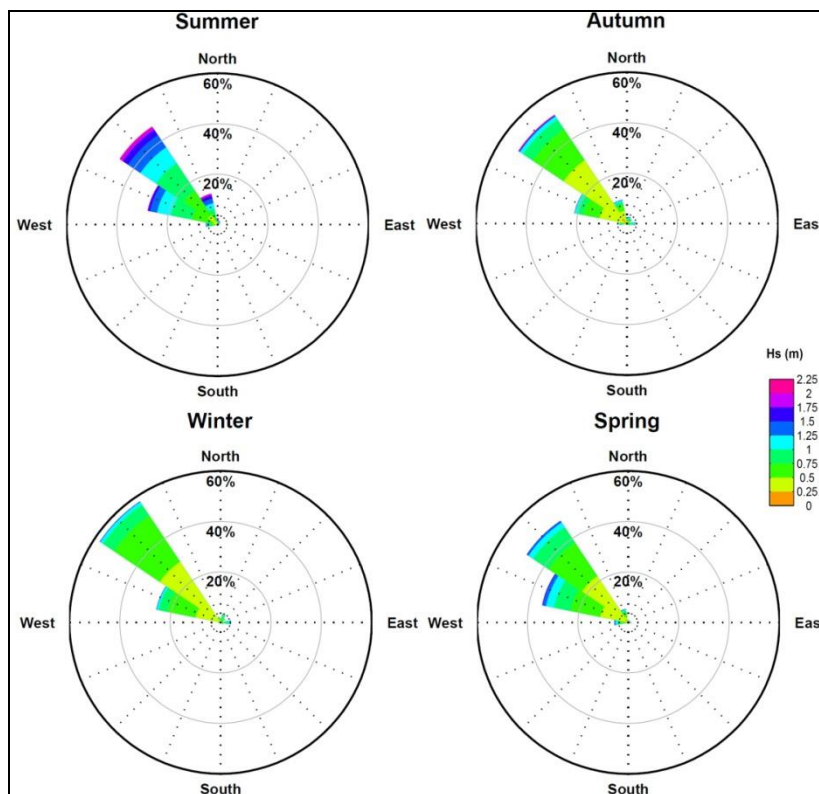 Summer
North
60%
40%
20%
West
East
South
Autumn
North
60%
40%
20%
West
Eas
South
Hs (m)
2.25
2
1.75
1.5
1.25
1
0.75
0.5
0.25
0
Winter
North
60%
40%
20%
West
East
South
Spring
North
60%
40%
20%
West
Eas
South